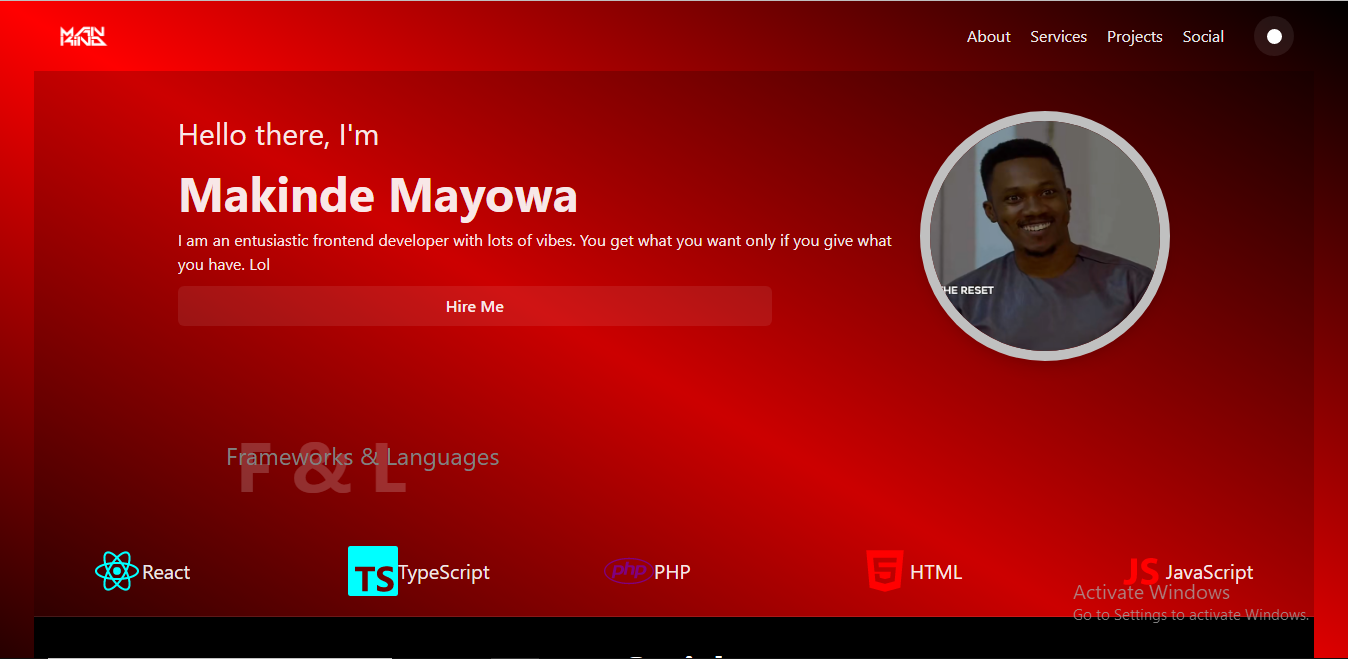 MAN
KIND
About Services Projects Social
Hello there, I'm
Makinde Mayowa
I am an entusiastic frontend developer with lots of vibes. You get what you want only if you give what
you have. Lol
Hire Me
THE RESET
F & L
Frameworks & Languages
React
TS TypeScript
php PHP
5 HTML
JS JavaScript
Activate Windows
Go to Settings to activate Windows.